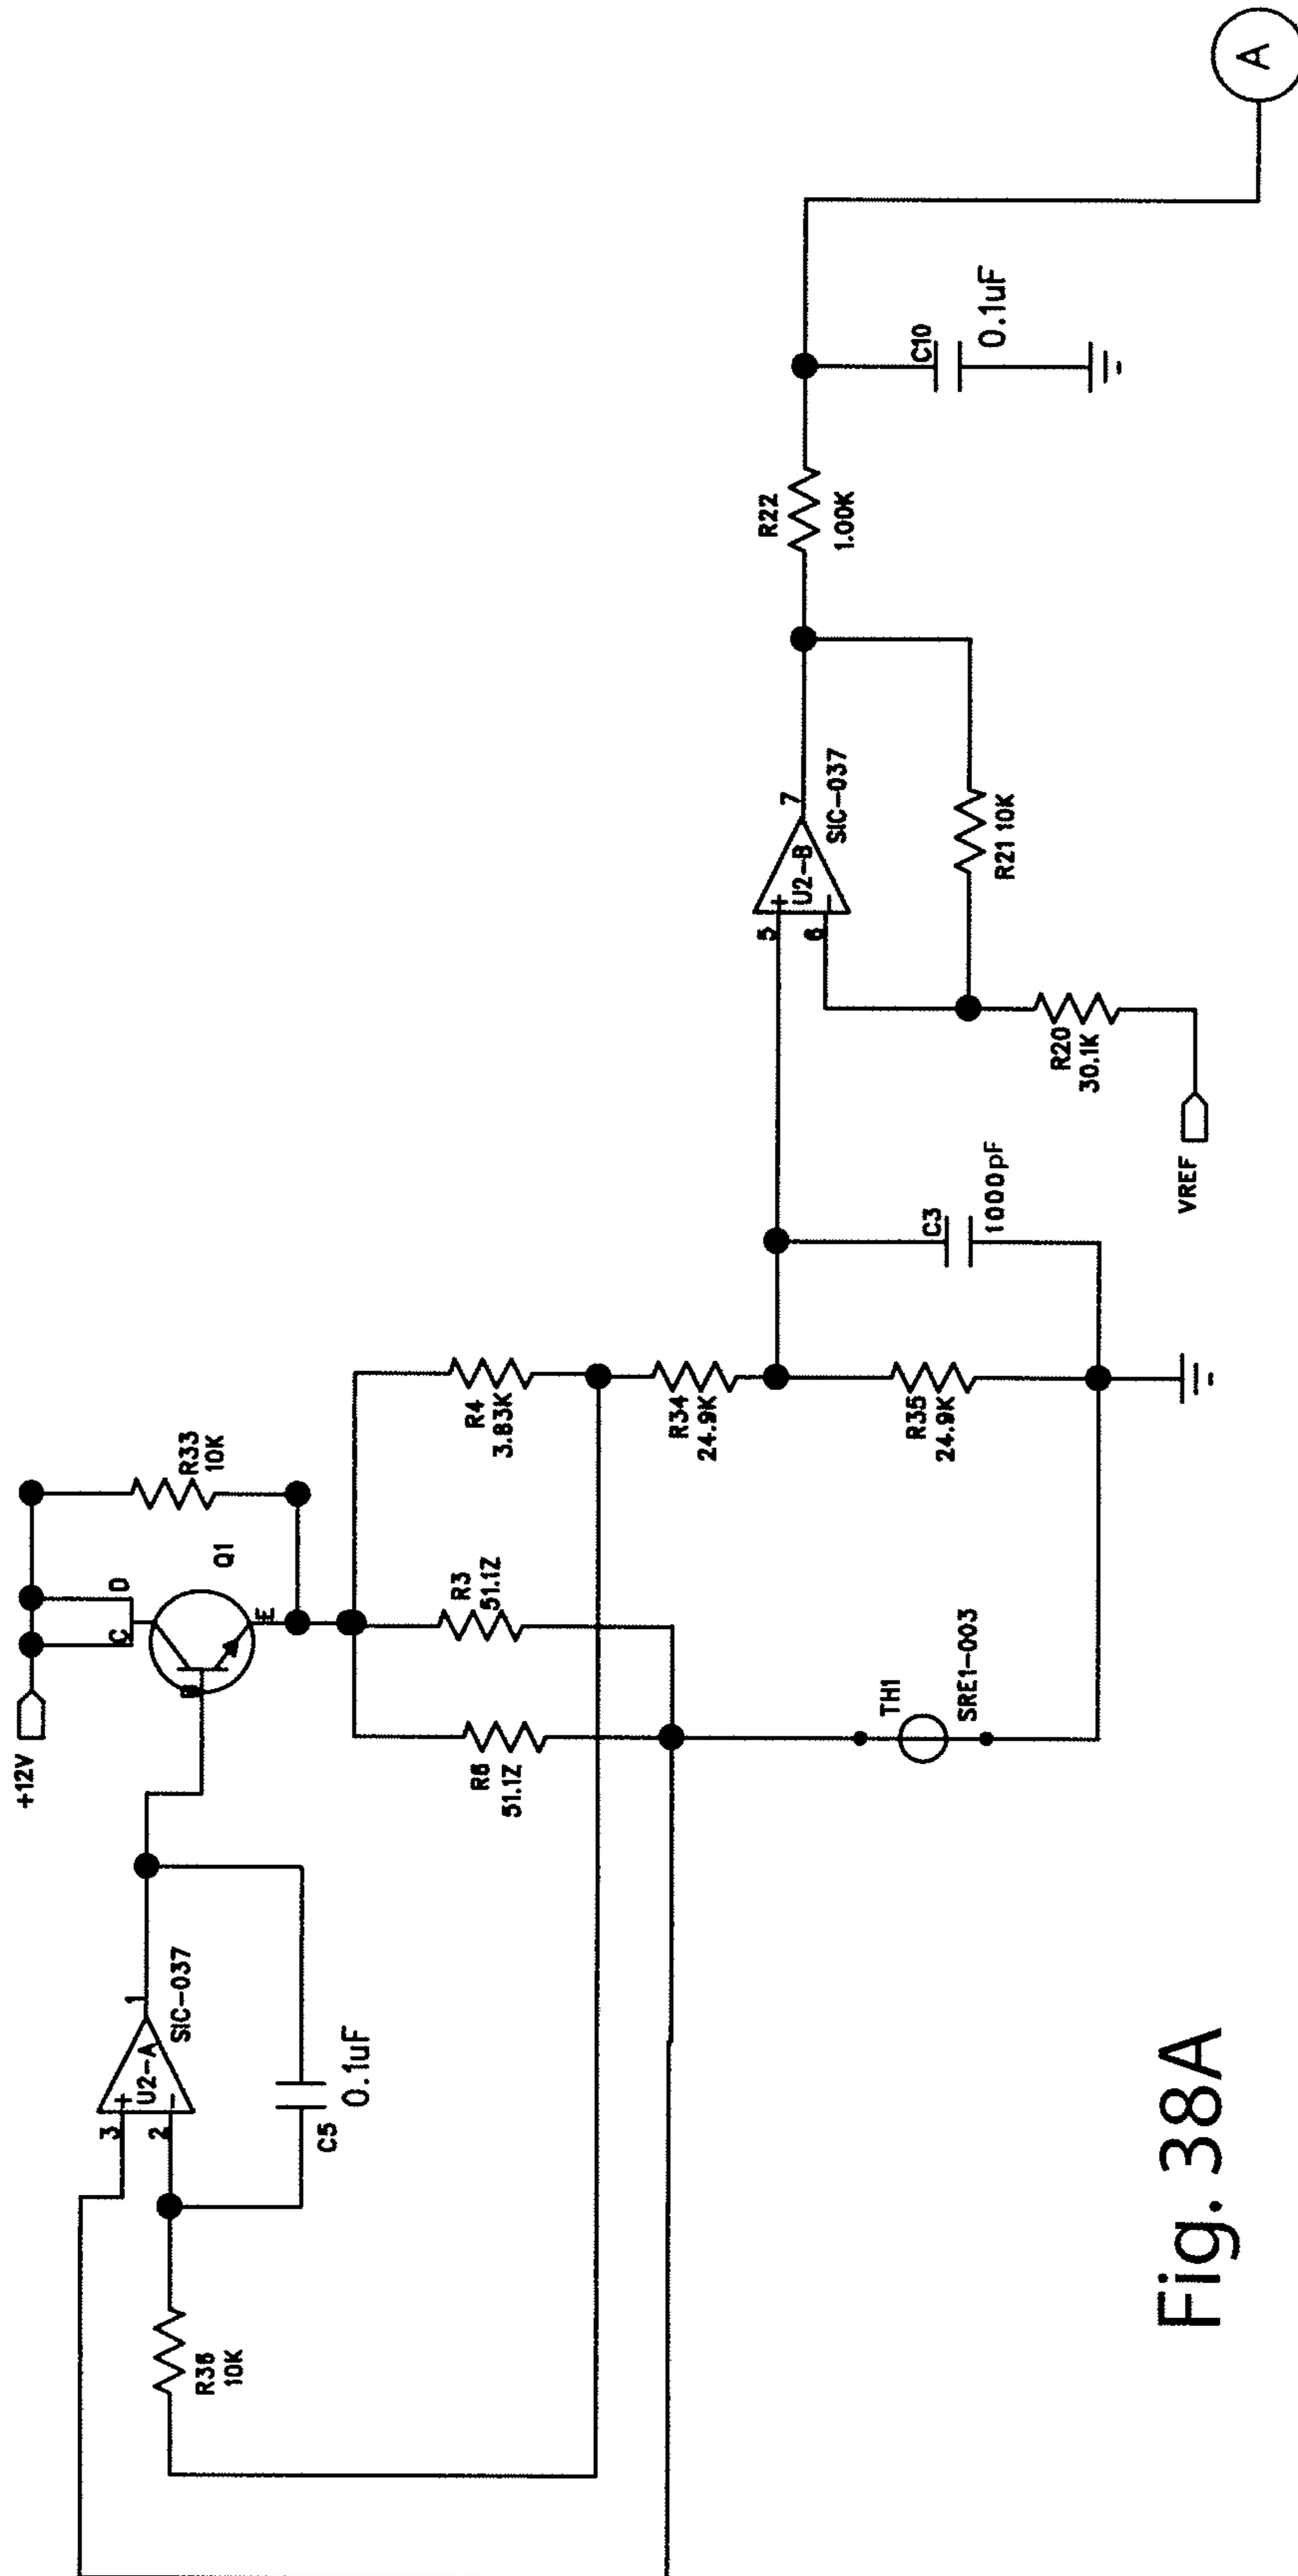 +12V
C
D
B
E
Q1
R33
10K
3
2
1
U2-A
+
-
SIC-037
C5
0.1uF
R36
10K
R6
51.1Z
R3
51.1Z
R4
3.83K
R34
24.9K
R35
24.9K
TH1
SRE1-003
C3
1000pF
VREF
R20
30.1K
5
6
7
U2-B
+
-
SIC-037
R21 10K
R22
1.00K
C10
0.1uF
A
Fig. 38A